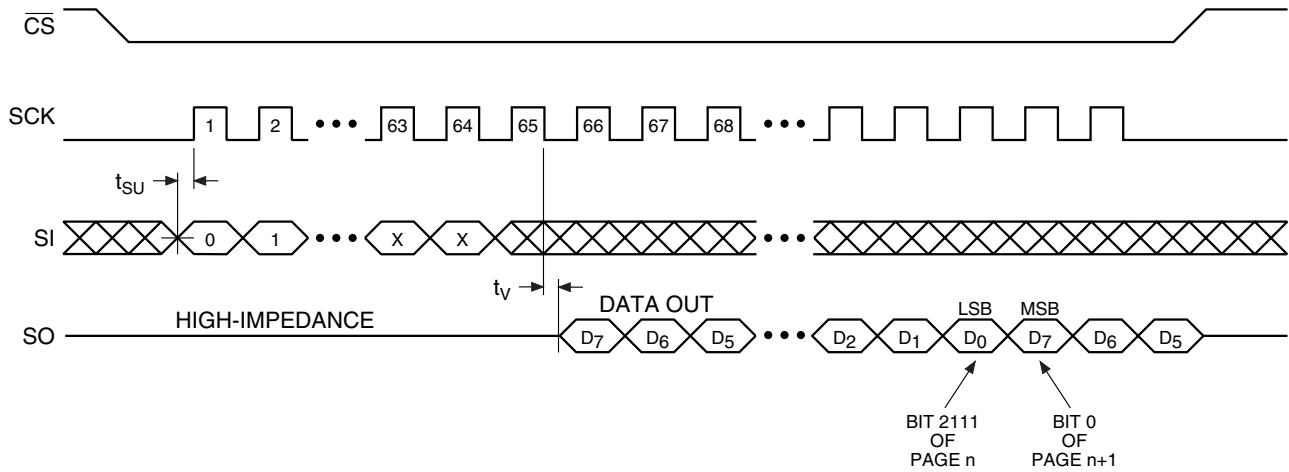 CS
SCK 1 2 ••• 63 64 65 66 67 68 •••
tSU
SI 0 1 ••• X X •••
tV
DATA OUT
HIGH-IMPEDANCE
LSB MSB
SO D7 D6 D5 ••• D2 D1 D0 D7 D6 D5
BIT 2111
OF
PAGE n
BIT 0
OF
PAGE n+1